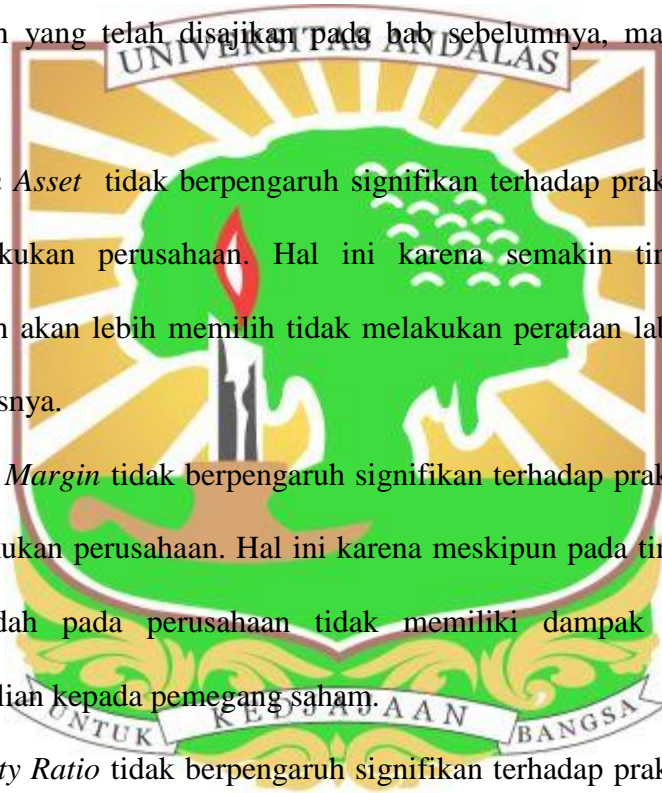 n yang telah disajikan pada bab sebelumnya, ma
UNIVERSITAS ANDALAS
Asset tidak berpengaruh signifikan terhadap prak
kukan perusahaan. Hal ini karena semakin tin
n akan lebih memilih tidak melakukan perataan lab
snya.
Margin tidak berpengaruh signifikan terhadap prak
kukan perusahaan. Hal ini karena meskipun pada tin
dah pada perusahaan tidak memiliki dampak
lian kepada pemegang saham.
UNTUK KEDJAJAAN BANGSA
ty Ratio tidak berpengaruh signifikan terhadap prak